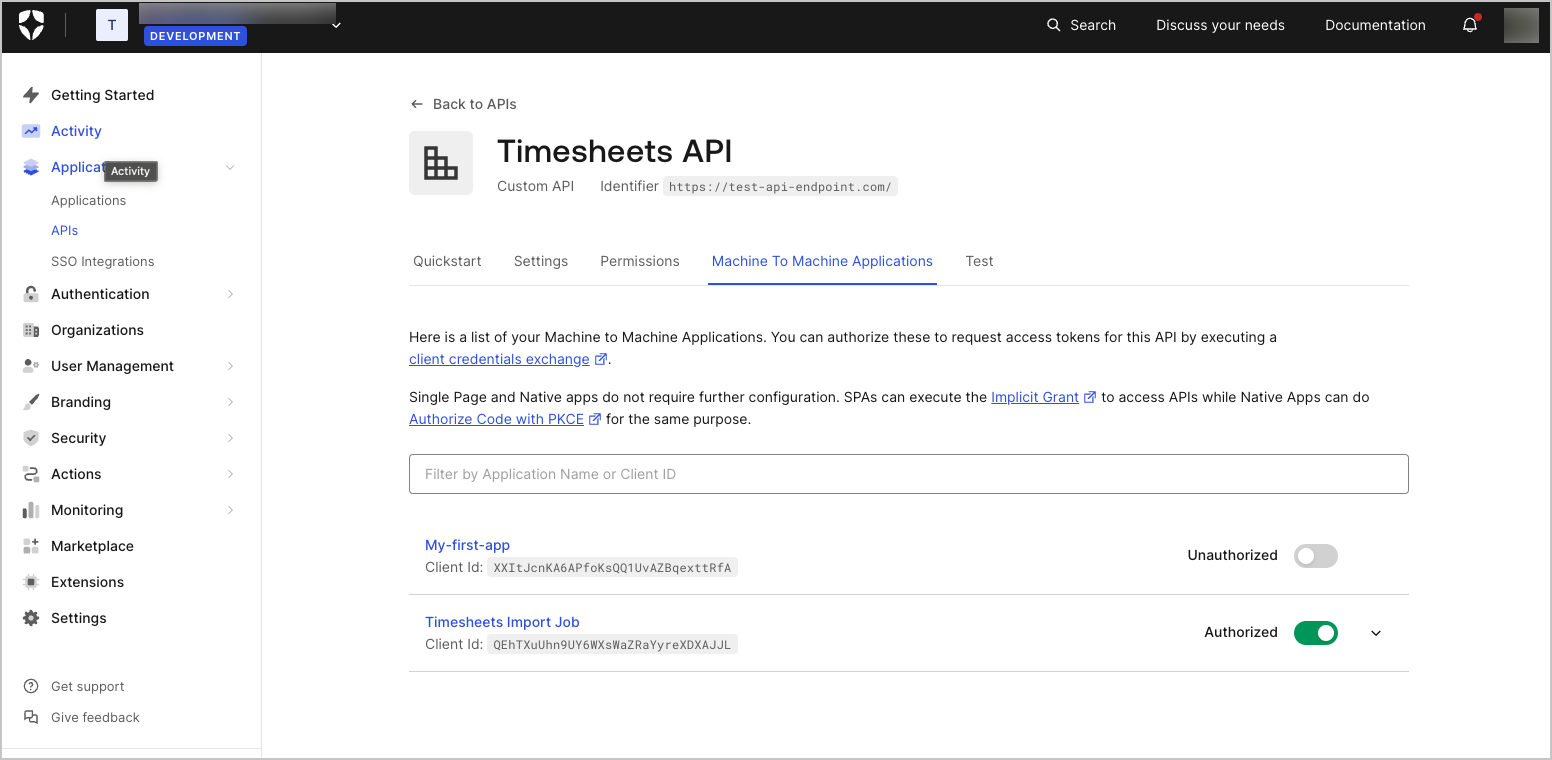 T
DEVELOPMENT
Search
Discuss your needs
Documentation
Getting Started
Activity
Applicat
Activity
Applications
APIs
SSO Integrations
Authentication
Organizations
User Management
Branding
Security
Actions
Monitoring
Marketplace
Extensions
Settings
Get support
Give feedback
Back to APIs
Timesheets API
Custom API Identifier https://test-api-endpoint.com/
Quickstart Settings Permissions Machine To Machine Applications Test
Here is a list of your Machine to Machine Applications. You can authorize these to request access tokens for this API by executing a
client credentials exchange.
Single Page and Native apps do not require further configuration. SPAs can execute the Implicit Grant to access APIs while Native Apps can do
Authorize Code with PKCE for the same purpose.
Filter by Application Name or Client ID
My-first-app
Client Id: XXItJcnKA6APfoKsQQ1UvAZBqexttRfA
Unauthorized
Timesheets Import Job
Client Id: QEhTXuUhn9UY6WXsWaZRaYyreXDXAJJL
Authorized